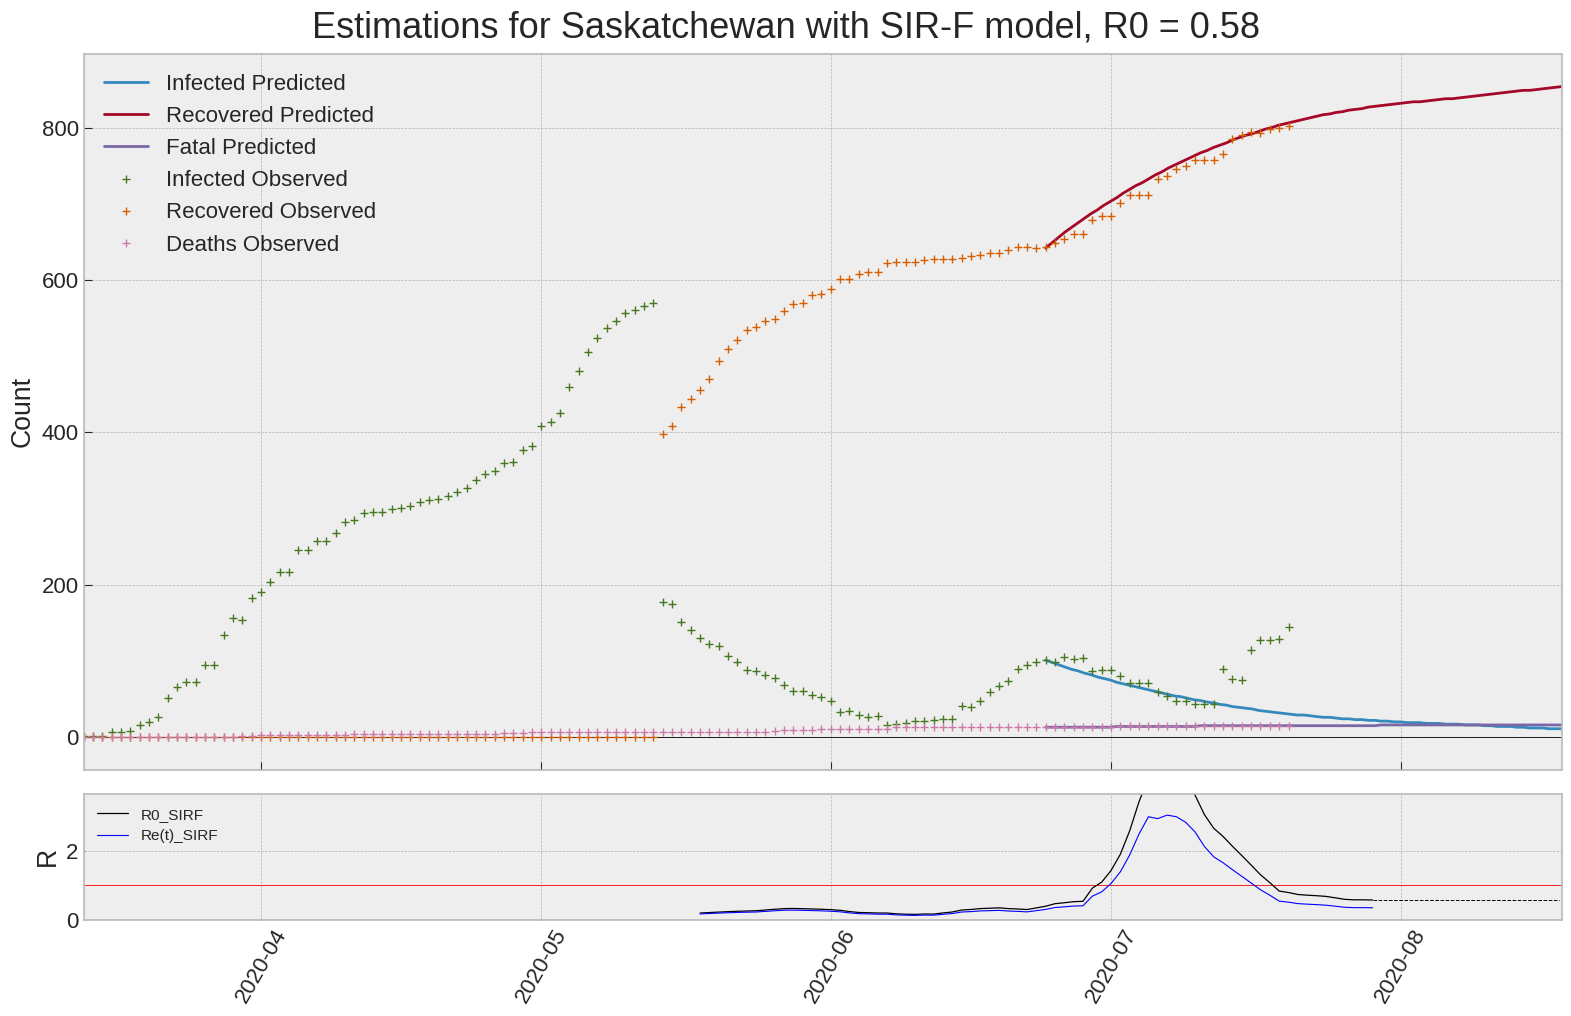 Estimations for Saskatchewan with SIR-F model, R0 = 0.58
Infected Predicted
Recovered Predicted
Fatal Predicted
Infected Observed
Recovered Observed
Deaths Observed
Count
800
600
400
200
0
R0_SIRF
Re(t)_SIRF
R
2
0
2020-04
2020-05
2020-06
2020-07
2020-08